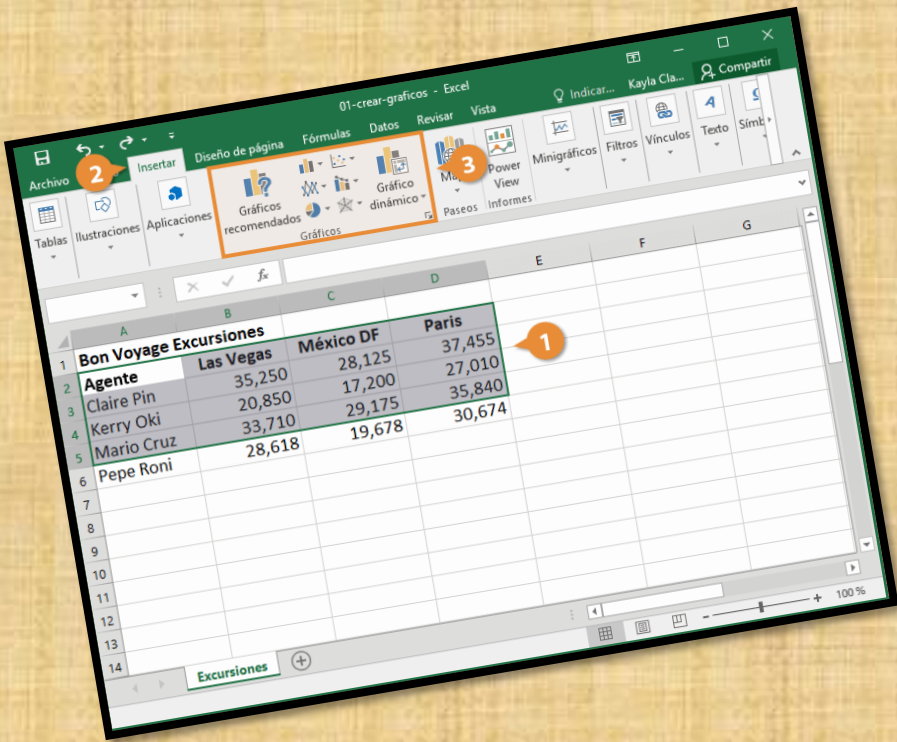 01-crear-graficos - Excel
Archivo
2
Insertar
Diseño de página
Fórmulas
Datos
Revisar
Vista
Indicar...
Kayla Cla...
Compartir
Tablas
Ilustraciones
Aplicaciones
Gráficos recomendados
Gráfico dinámico
Gráficos
3
Power View
Paseos
Informes
Minigráficos
Filtros
Vínculos
Texto
fx
A B C D E F G
1 Bon Voyage Excursiones
2 Agente Las Vegas México DF Paris
3 Claire Pin 35,250 28,125 37,455
4 Kerry Oki 20,850 17,200 27,010
5 Mario Cruz 33,710 29,175 35,840
6 Pepe Roni 28,618 19,678 30,674
1
7
8
9
10
11
12
13
14
Excursiones
100 %